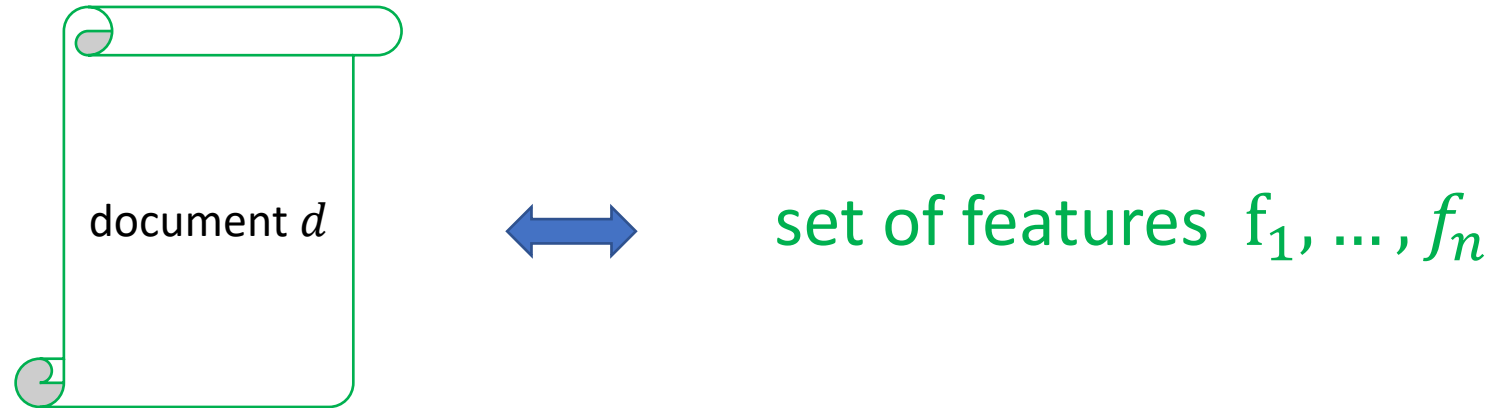 document d
set of features f₁, … , fₙ